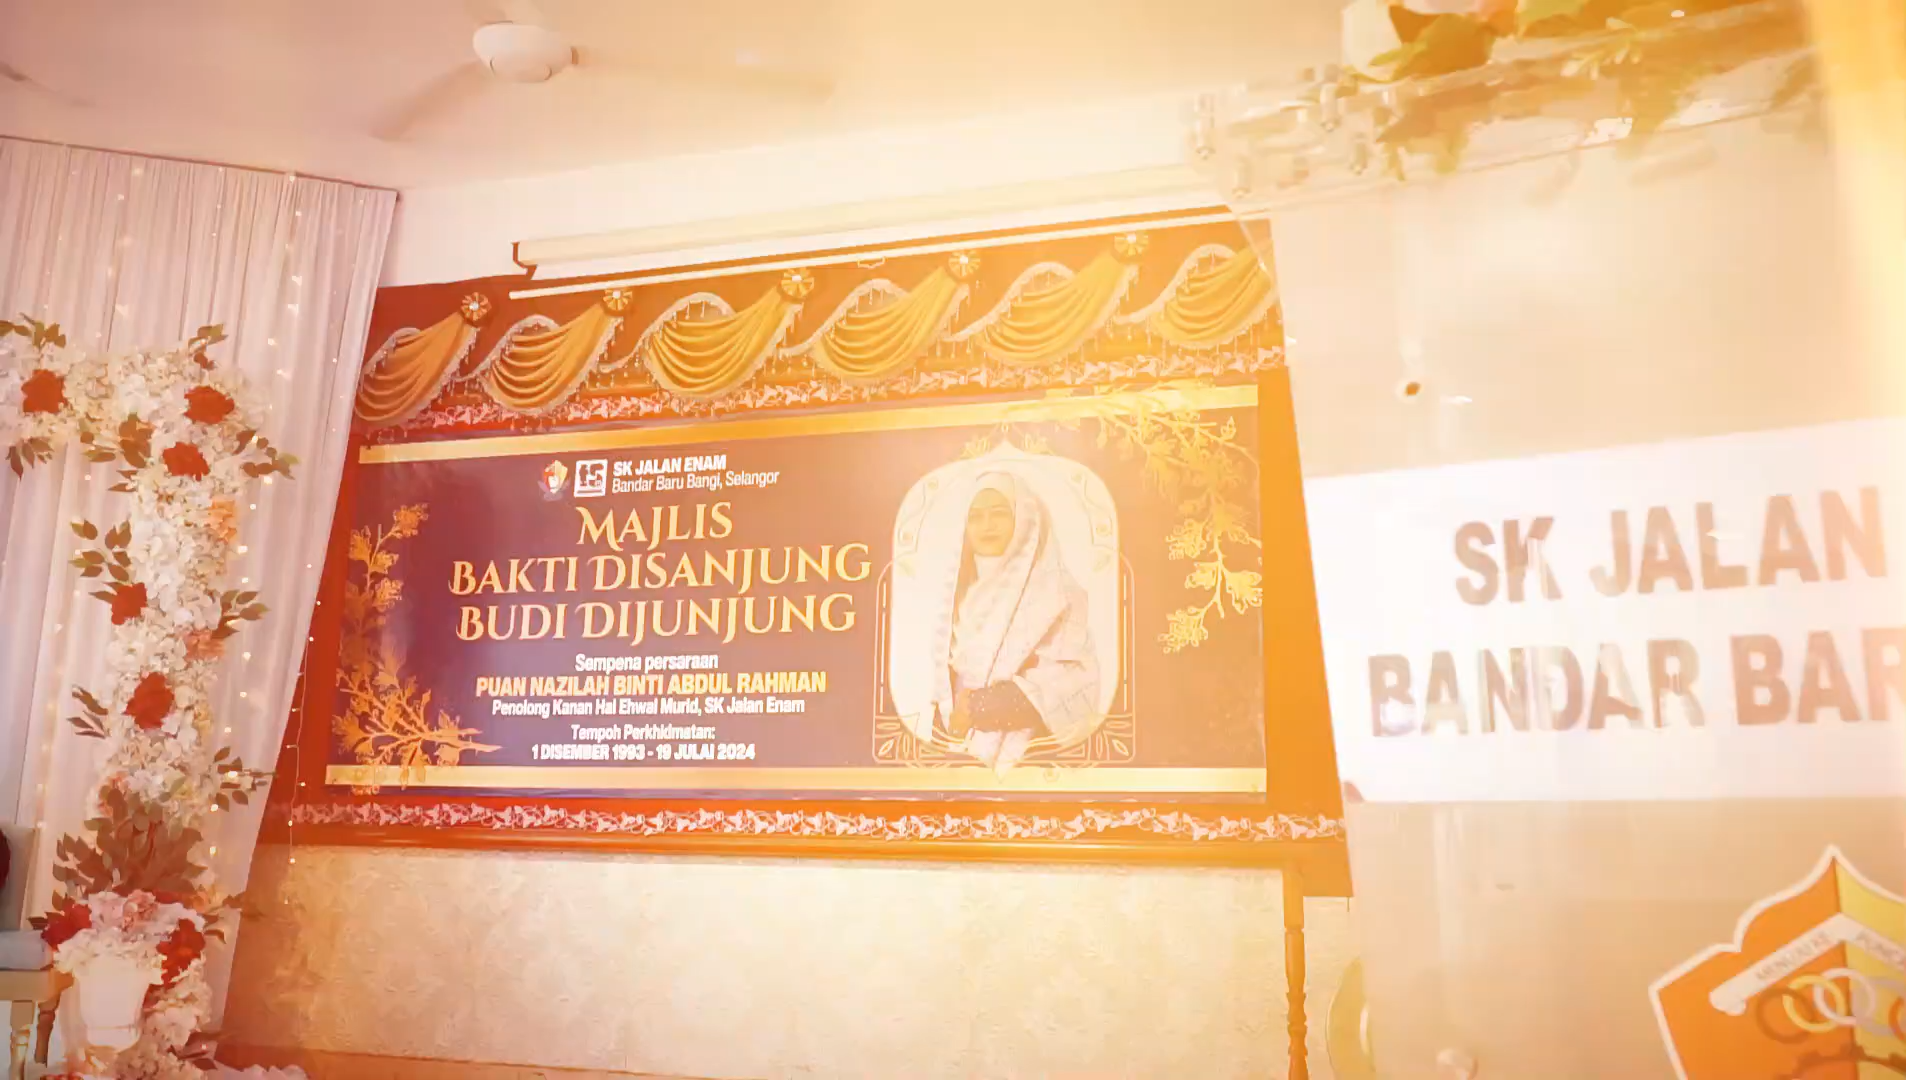 SK JALAN ENAM
Bandar Baru Bangi, Selangor
MAJLIS
BAKTI DISANJUNG
BUDI DIJUNJUNG
Sempena persaraan
PUAN NAZILAH BINTI ABDUL RAHMAN
Penolong Kanan Hal Ehwal Murid, SK Jalan Enam
Tempoh Perkhidmatan:
1 DISEMBER 1993 - 19 JULAI 2024
SK JALAN
BANDAR BAR